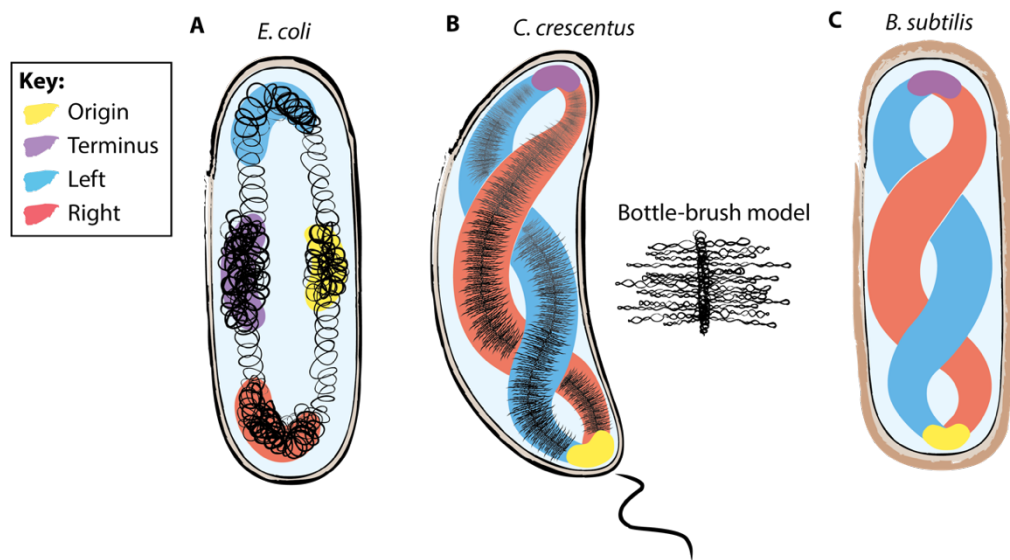 A
E. coli
B
C. crescentus
C
B. subtilis
Key:
Origin
Terminus
Left
Right
Bottle-brush model